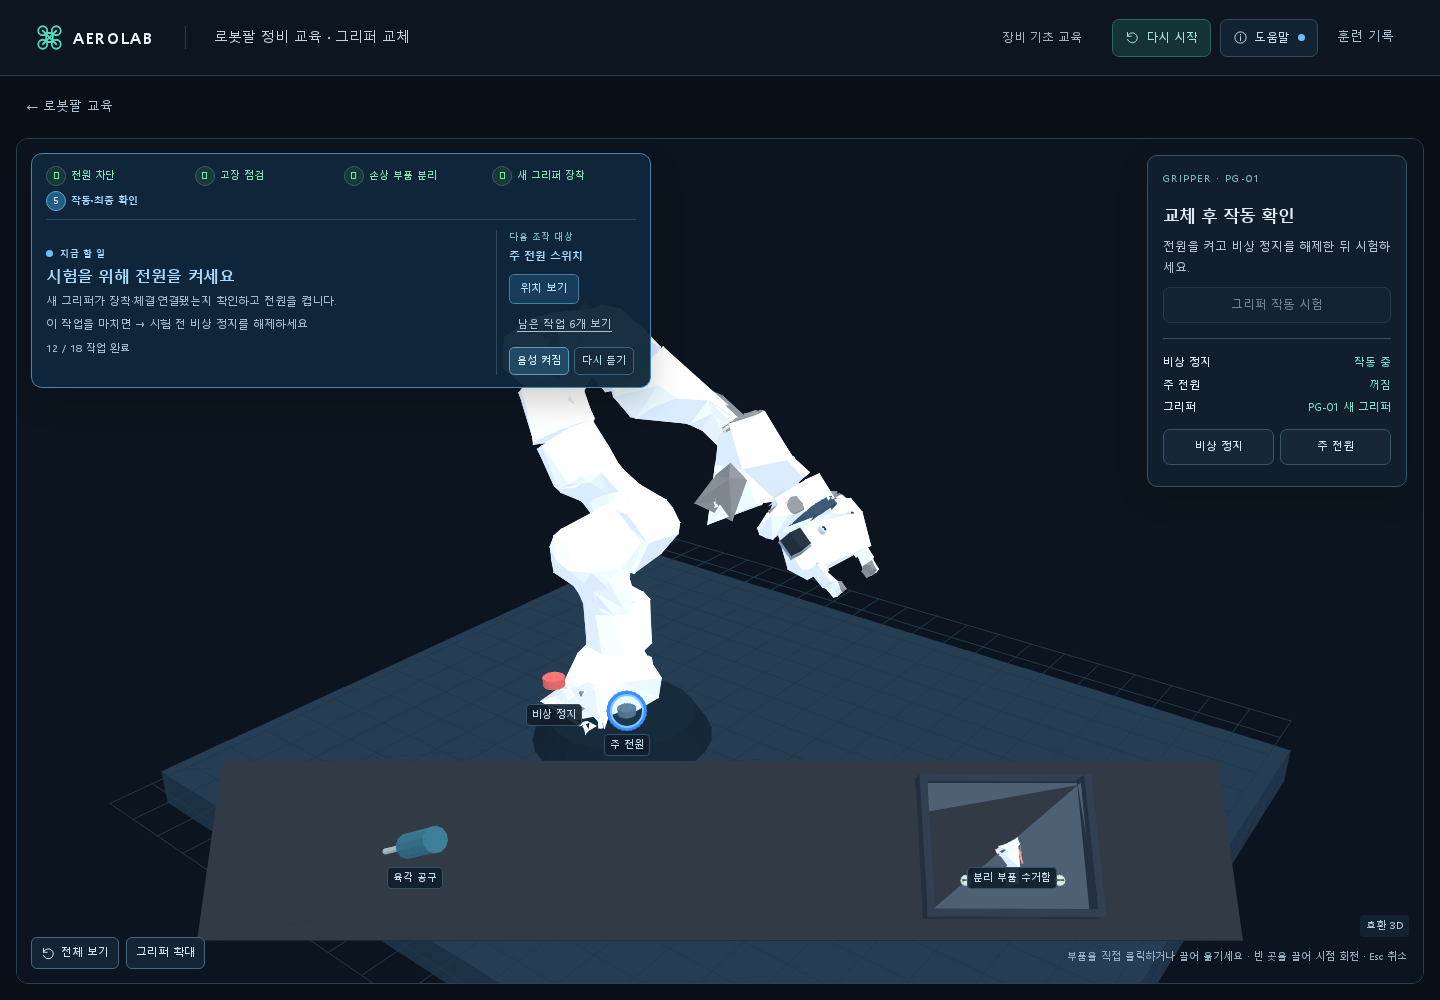 AEROLAB
로봇팔 정비 교육 · 그리퍼 교체
장비 기초 교육
다시 시작
도움말
훈련 기록
← 로봇팔 교육
전원 차단
고장 점검
손상 부품 분리
새 그리퍼 장착
5 작동·최종 확인
지금 할 일
시험을 위해 전원을 켜세요
새 그리퍼가 장착·체결·연결됐는지 확인하고 전원을 켭니다.
이 작업을 마치면 → 시험 전 비상 정지를 해제하세요
12 / 18 작업 완료
다음 조작 대상
주 전원 스위치
위치 보기
남은 작업 6개 보기
음성 켜짐
다시 듣기
GRIPPER · PG-01
교체 후 작동 확인
전원을 켜고 비상 정지를 해제한 뒤 시험하
세요.
그리퍼 작동 시험
비상 정지 작동 중
주 전원 꺼짐
그리퍼 PG-01 새 그리퍼
비상 정지
주 전원
비상 정지
주 전원
육각 공구
분리 부품 수거함
전체 보기
그리퍼 확대
호환 3D
부품을 직접 클릭하거나 끌어 옮기세요 · 빈 곳을 끌어 시점 회전 · Esc 취소